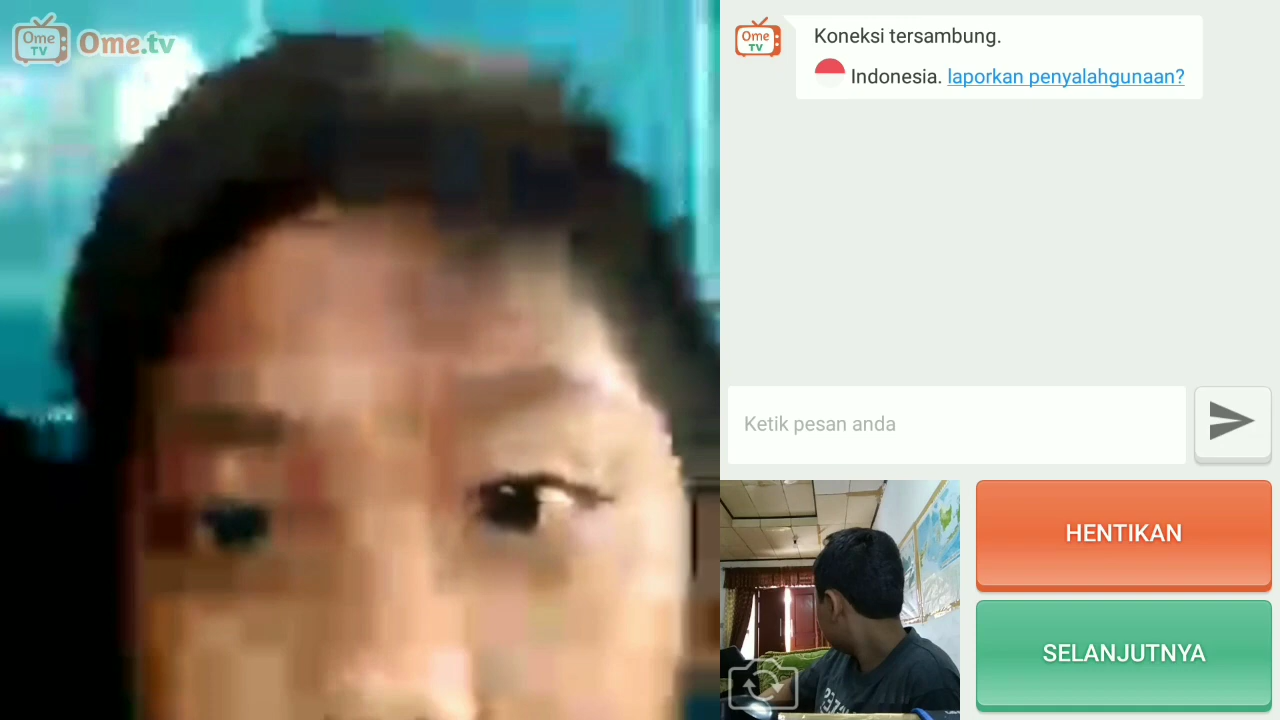 Ome TV Ome.tv
Ome TV
Koneksi tersambung.
Indonesia. laporkan penyalahgunaan?
Ketik pesan anda
HENTIKAN
SELANJUTNYA